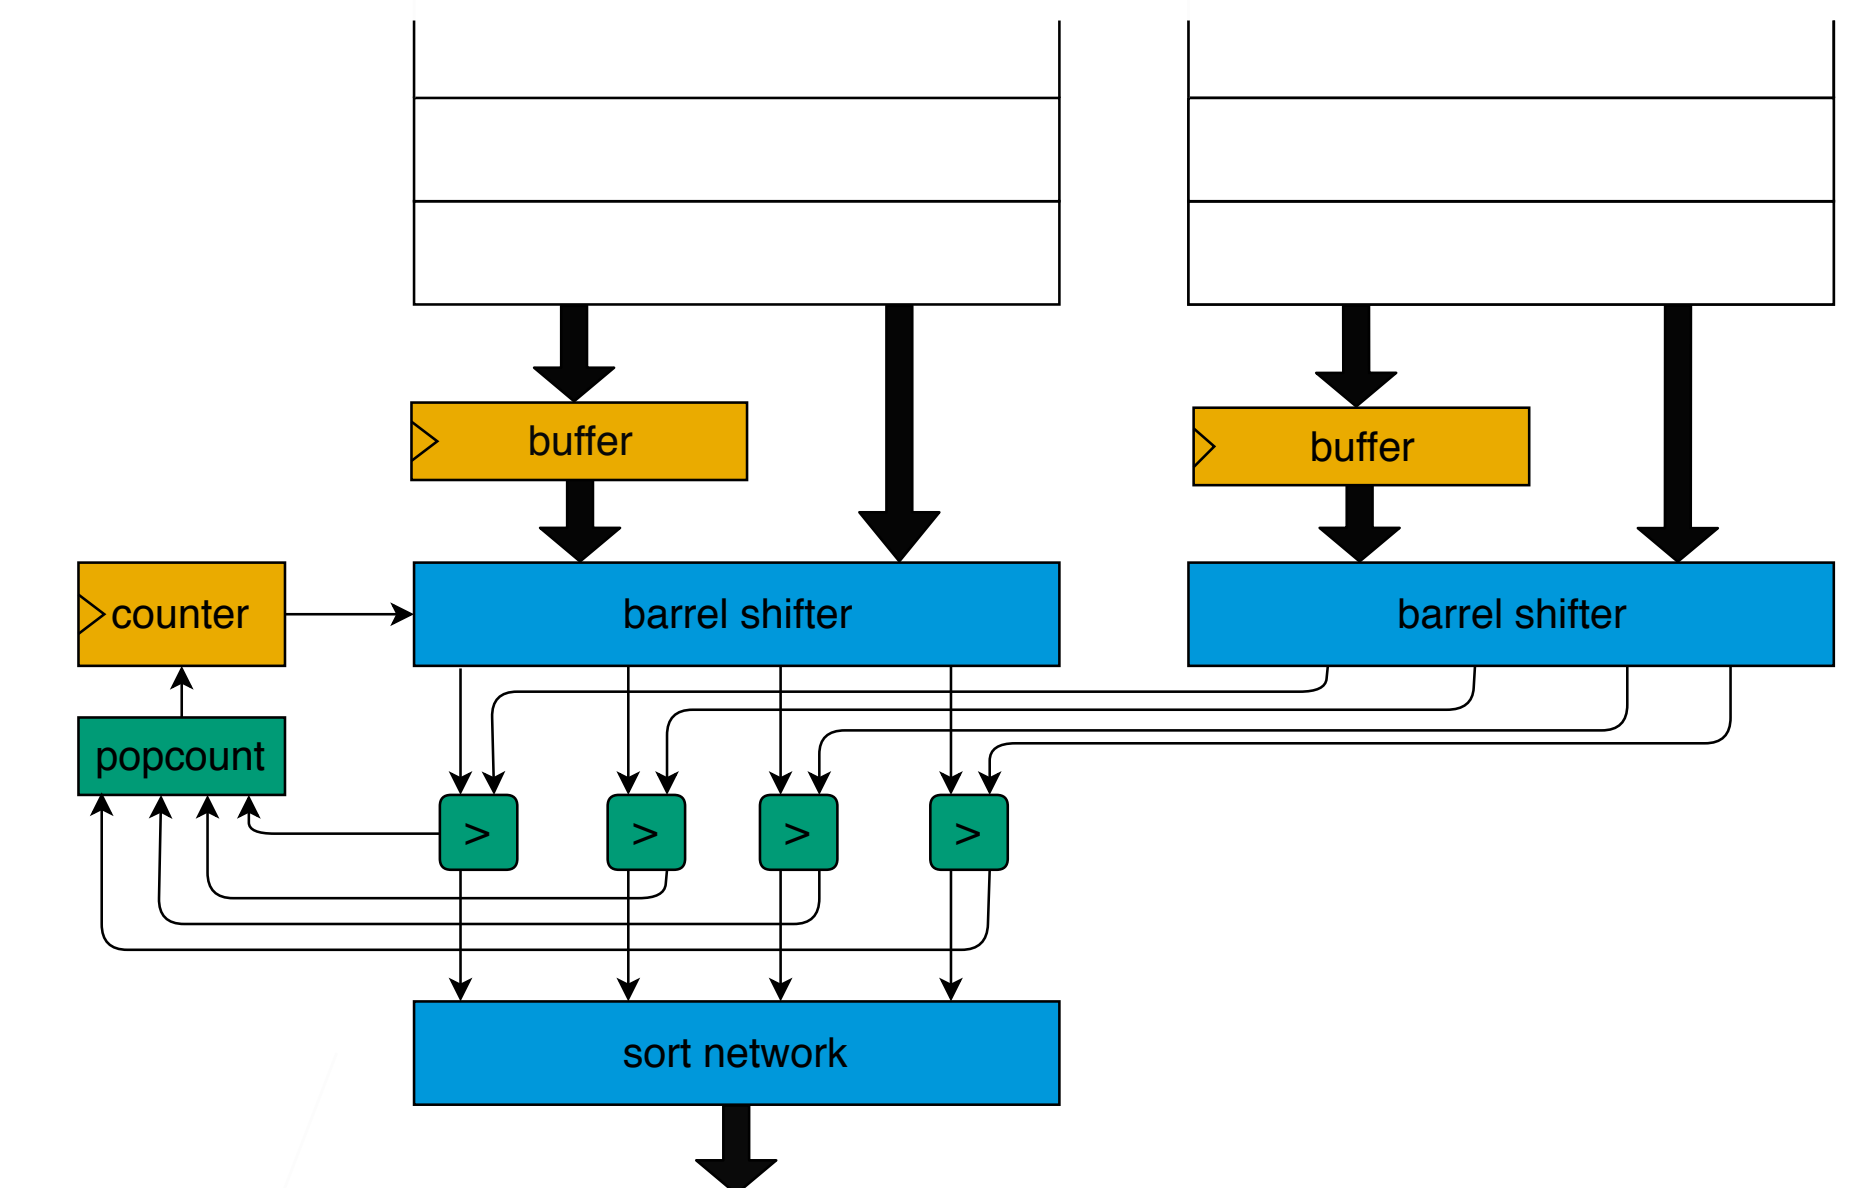 buffer
buffer
counter
barrel shifter
barrel shifter
popcount
>
>
>
>
sort network